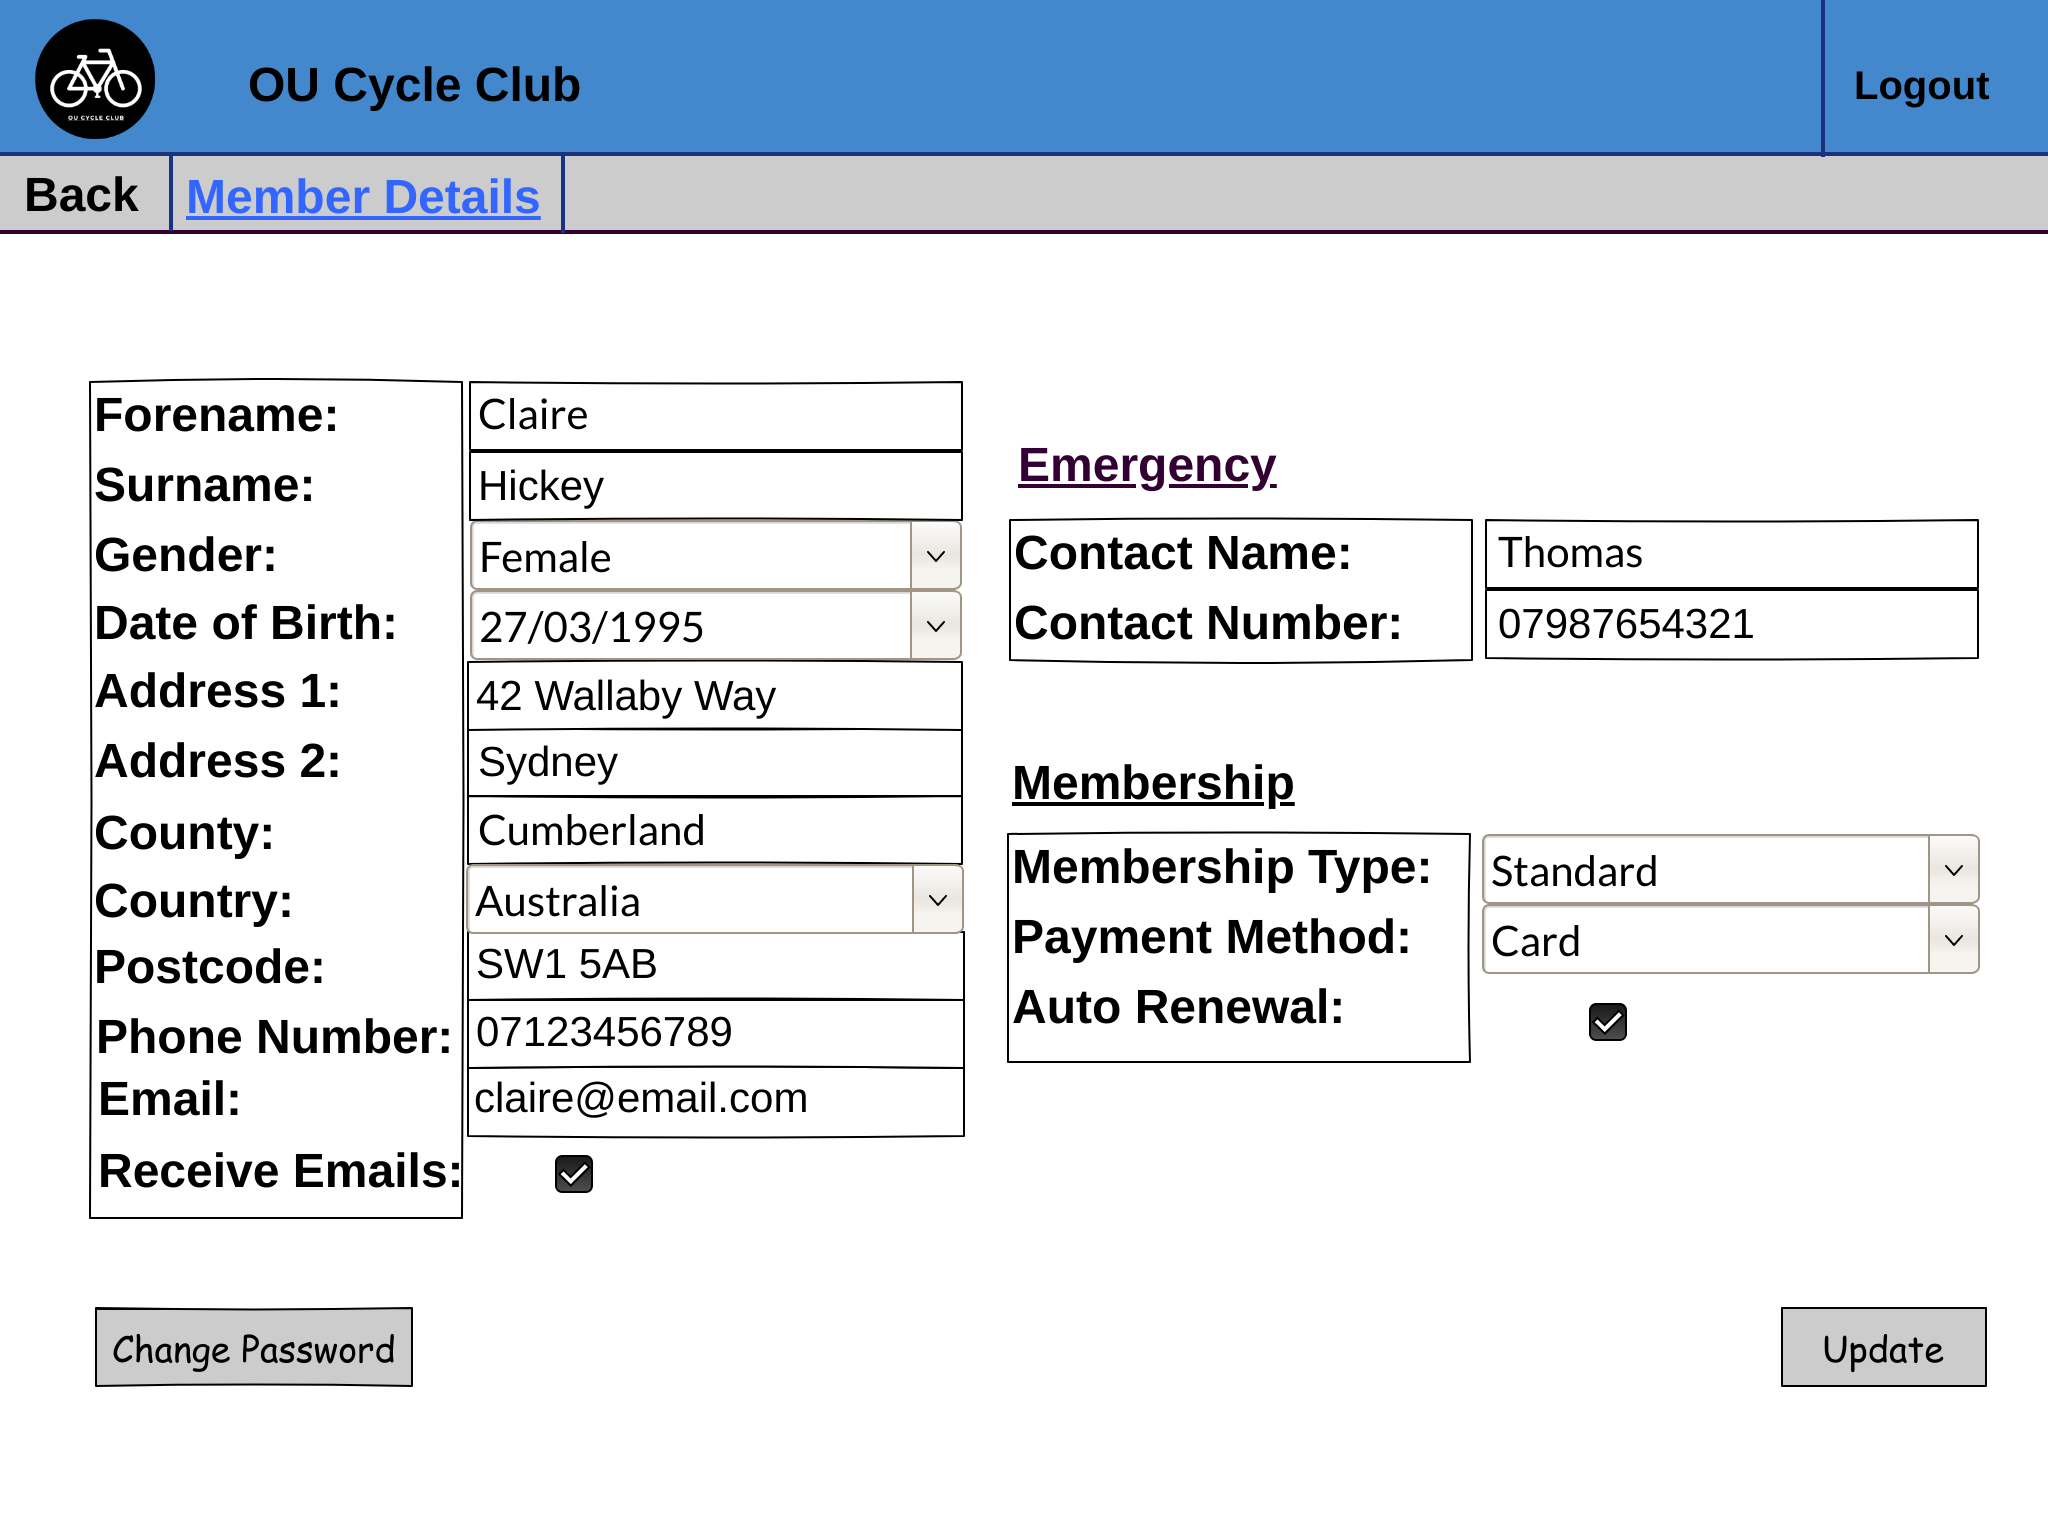 OU CYCLE CLUB
OU Cycle Club
Logout
Back
Member Details
Forename: Claire
Surname: Hickey
Gender: Female
Date of Birth: 27/03/1995
Address 1: 42 Wallaby Way
Address 2: Sydney
County: Cumberland
Country: Australia
Postcode: SW1 5AB
Phone Number: 07123456789
Email: claire@email.com
Receive Emails:
Emergency
Contact Name: Thomas
Contact Number: 07987654321
Membership
Membership Type: Standard
Payment Method: Card
Auto Renewal:
Change Password
Update